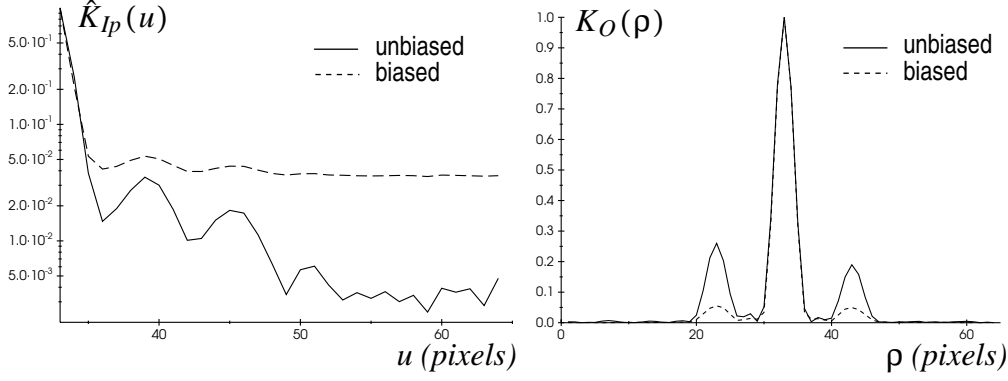 K̂_Ip(u)
unbiased
biased
5.0·10⁻¹
2.0·10⁻¹
1.0·10⁻¹
5.0·10⁻²
2.0·10⁻²
1.0·10⁻²
5.0·10⁻³
40 50 60
u (pixels)
K_O(ρ)
unbiased
biased
1.0
0.9
0.8
0.7
0.6
0.5
0.4
0.3
0.2
0.1
0.0
0 20 40 60
ρ (pixels)